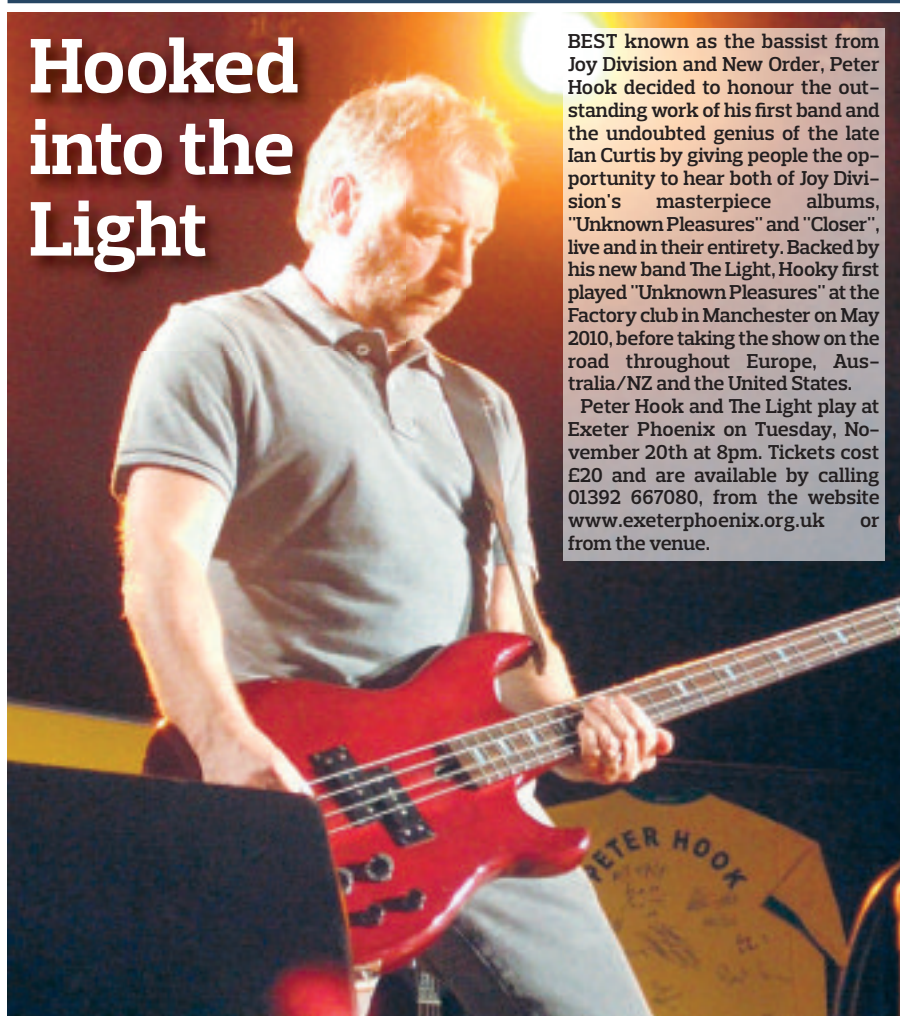 Hooked
into the
Light
BEST known as the bassist from
Joy Division and New Order, Peter
Hook decided to honour the out-
standing work of his first band and
the undoubted genius of the late
Ian Curtis by giving people the op-
portunity to hear both of Joy Divi-
sion's masterpiece albums,
"Unknown Pleasures" and "Closer",
live and in their entirety. Backed by
his new band The Light, Hooky first
played "Unknown Pleasures" at the
Factory club in Manchester on May
2010, before taking the show on the
road throughout Europe, Aus-
tralia/NZ and the United States.
Peter Hook and The Light play at
Exeter Phoenix on Tuesday, No-
vember 20th at 8pm. Tickets cost
£20 and are available by calling
01392 667080, from the website
www.exeterphoenix.org.uk or
from the venue.
PETER HOOK